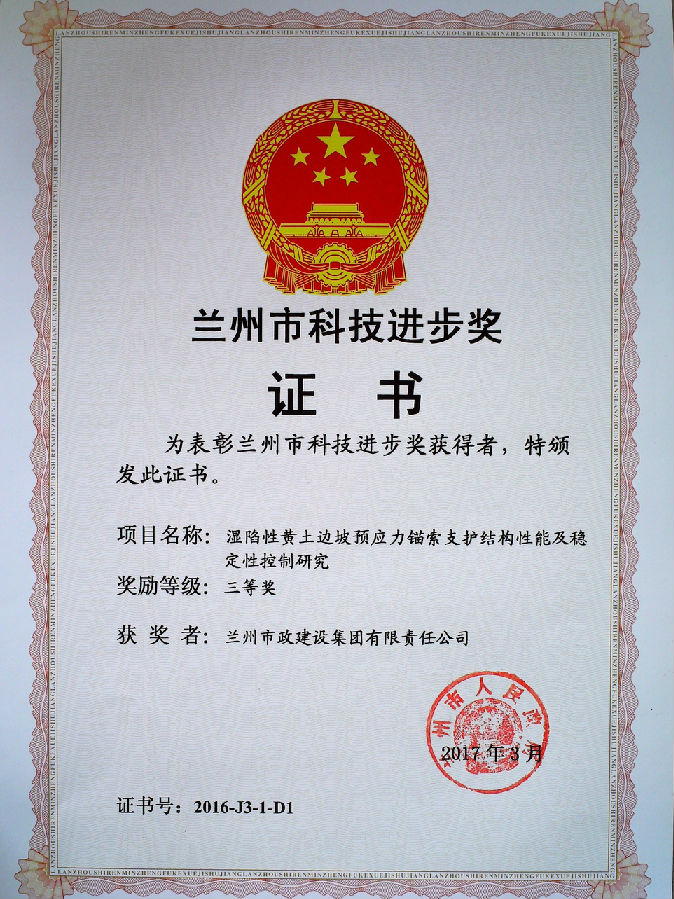 LANZHOUSHIRENMINZHENGFUKEXUEJISHUJIANGLANZHOUSHIRENMINZHENGFUKEXUEJISHUJIANG
兰州市科技进步奖
证 书
为表彰兰州市科技进步奖获得者，特颁
发此证书。
项目名称：湿陷性黄土边坡预应力锚索支护结构性能及稳
定性控制研究
奖励等级：三等奖
获 奖 者：兰州市政建设集团有限责任公司
兰州市人民政府
2017 年 3 月
证书号：2016-J3-1-D1